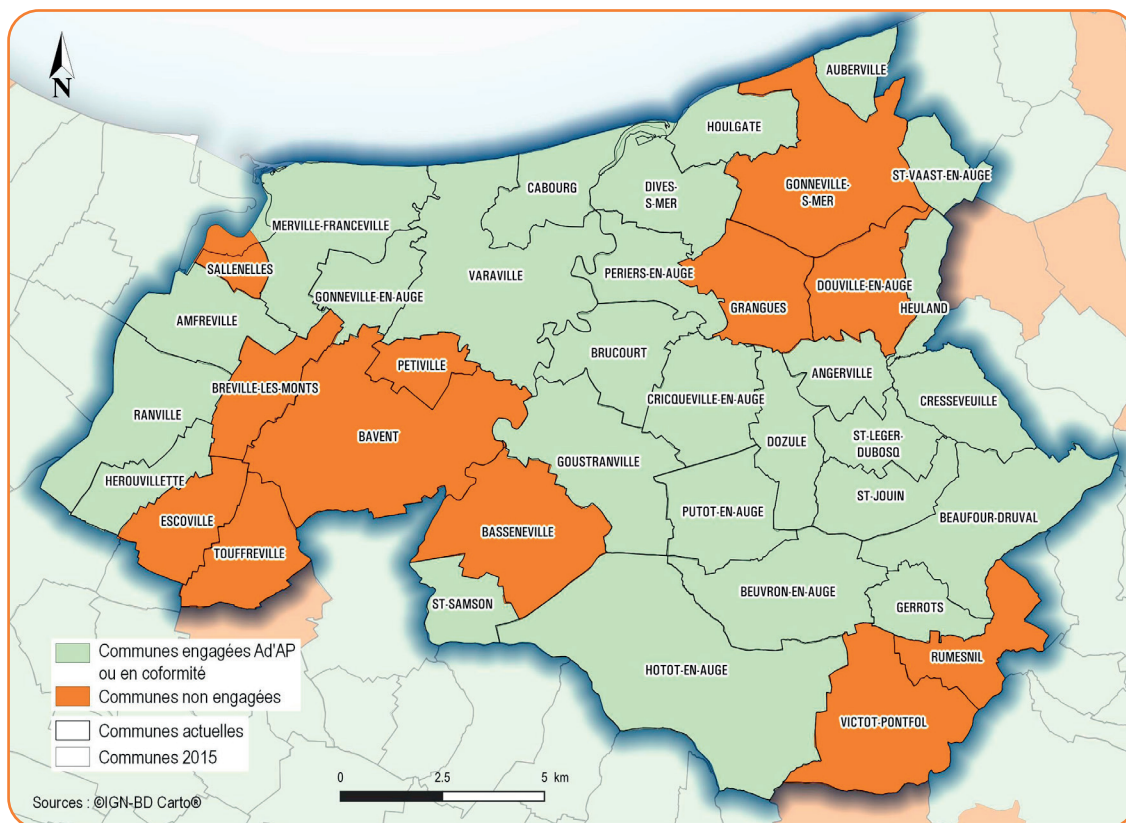 N
AUBERVILLE
HOULGATE
ST-VAAST-EN-AUGE
CABOURG
DIVES-
S-MER
GONNEVILLE-
S-MER
MERVILLE-FRANCEVILLE
SALLENELLES
VARAVILLE
PERIERS-EN-AUGE
GONNEVILLE-EN-AUGE
DOUVILLE-EN-AUGE
GRANGUES
HEULAND
AMFREVILLE
BRUCOURT
PETIVILLE
ANGERVILLE
BREVILLE-LES-MONTS
CRICQUEVILLE-EN-AUGE
CRESSEVEUILLE
RANVILLE
BAVENT
DOZULE
ST-LEGER-
DUBOSQ
GOUSTRANVILLE
HEROUVILLETTE
ST-JOUIN
PUTOT-EN-AUGE
BEAUFOUR-DRUVAL
ESCOVILLE
BASSENEVILLE
TOUFFREVILLE
BEUVRON-EN-AUGE
ST-SAMSON
GERROTS
RUMESNIL
HOTOT-EN-AUGE
VICTOT-PONTFOL
Communes engagées Ad'AP
ou en coformité
Communes non engagées
Communes actuelles
Communes 2015
0 2.5 5 km
Sources : ©IGN-BD Carto®